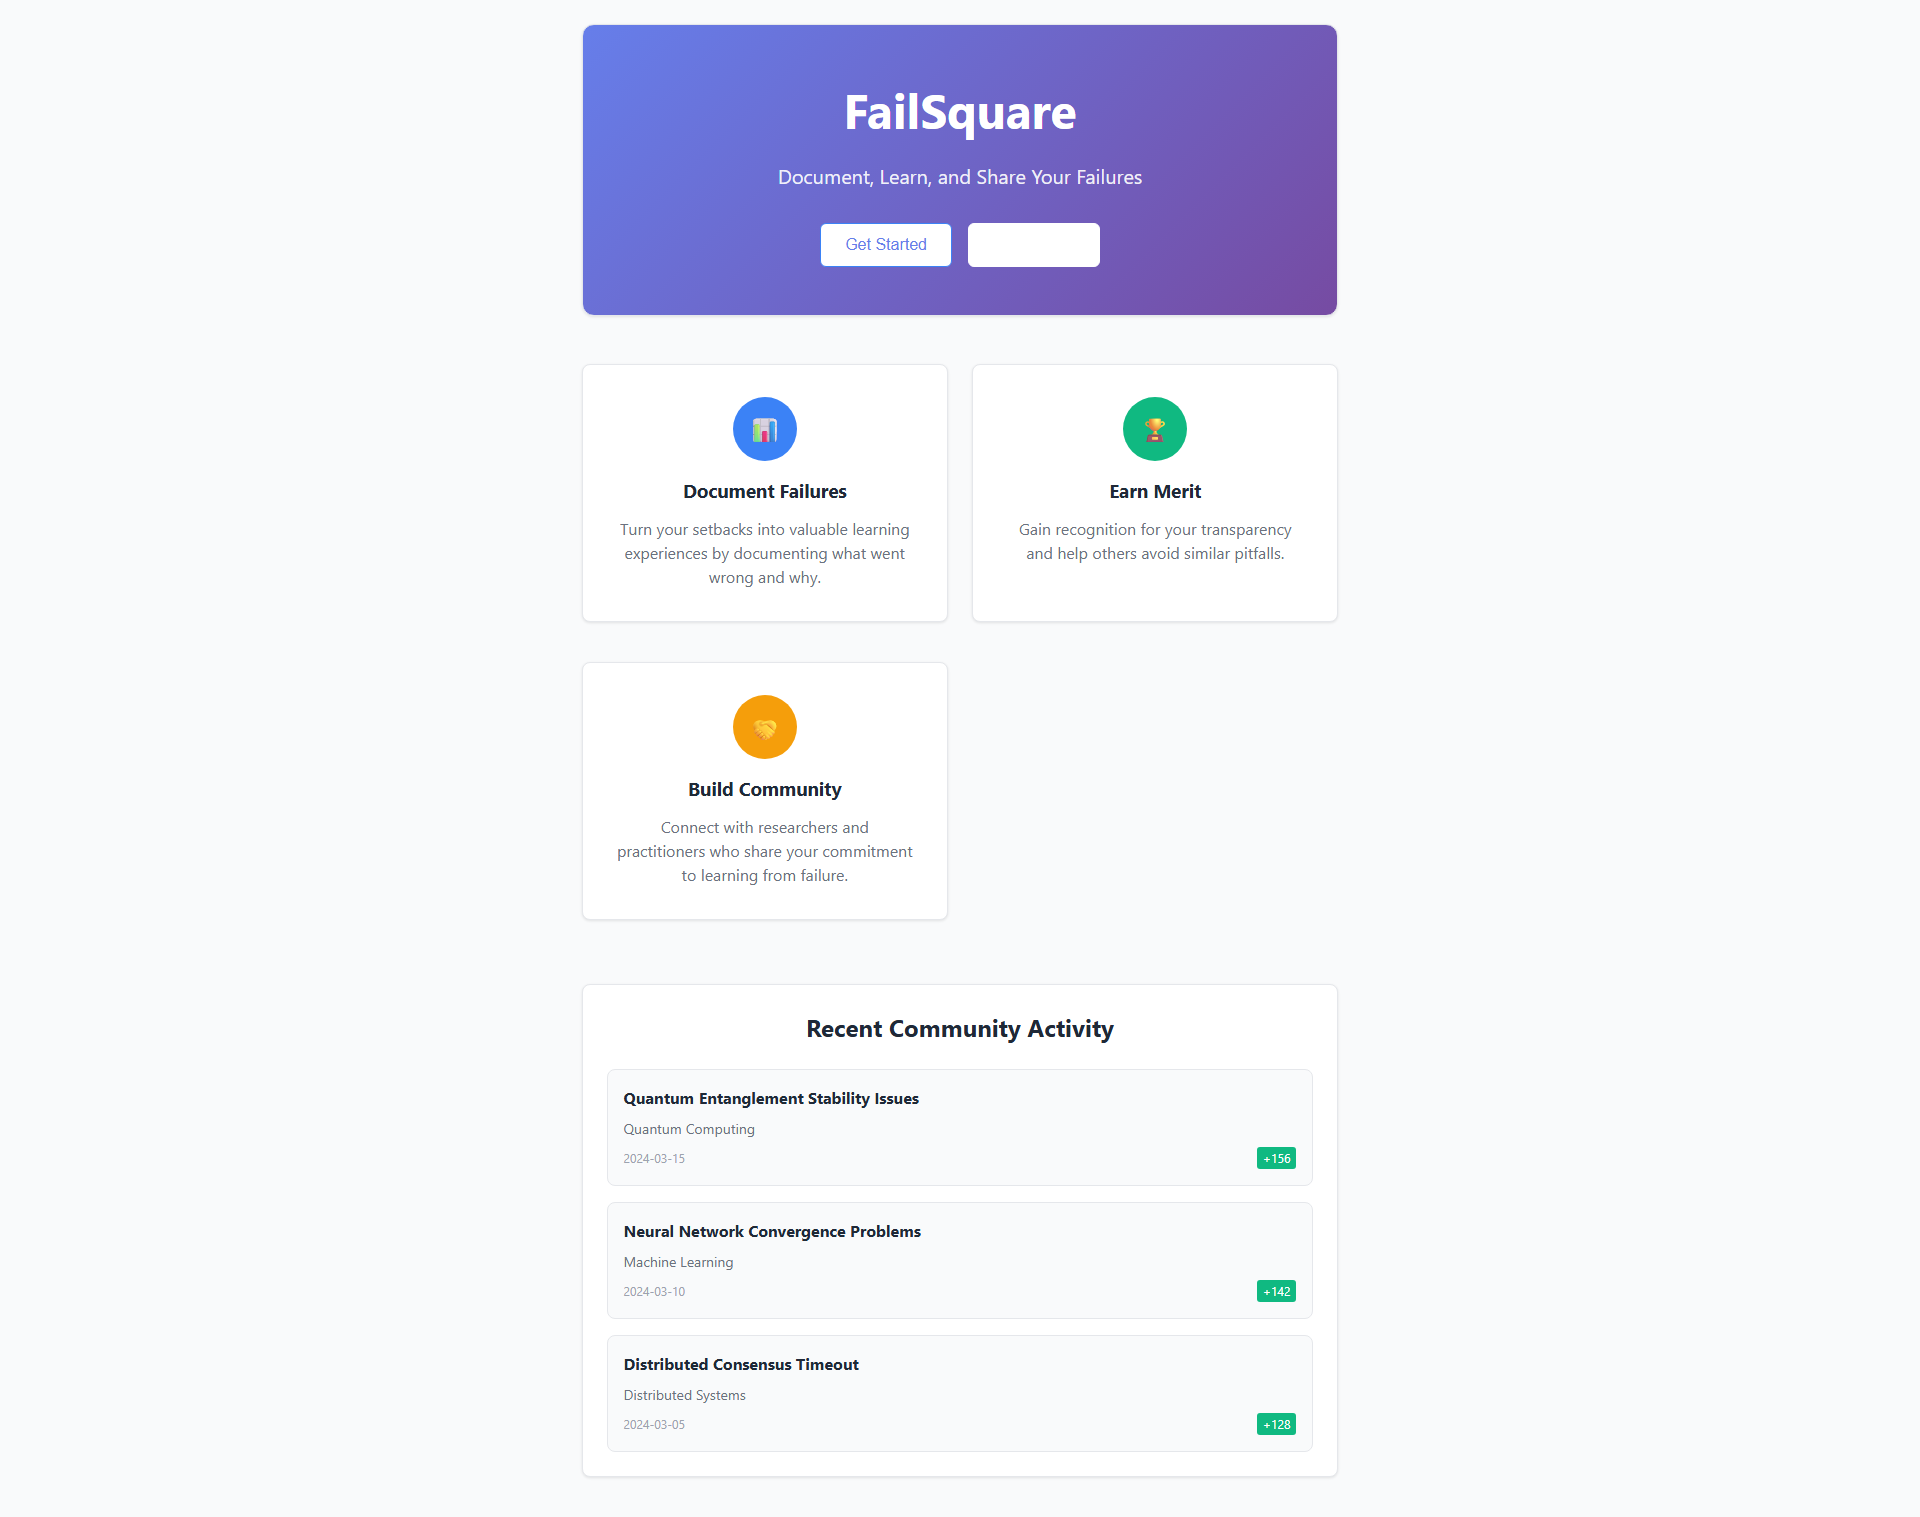 FailSquare
Document, Learn, and Share Your Failures
Get Started
Document Failures
Turn your setbacks into valuable learning
experiences by documenting what went
wrong and why.
Earn Merit
Gain recognition for your transparency
and help others avoid similar pitfalls.
Build Community
Connect with researchers and
practitioners who share your commitment
to learning from failure.
Recent Community Activity
Quantum Entanglement Stability Issues
Quantum Computing
2024-03-15
+156
Neural Network Convergence Problems
Machine Learning
2024-03-10
+142
Distributed Consensus Timeout
Distributed Systems
2024-03-05
+128